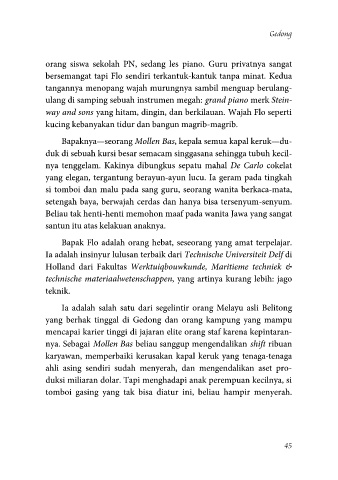 Gedong
orang siswa sekolah PN, sedang les piano. Guru privatnya sangat
bersemangat tapi Flo sendiri terkantuk-kantuk tanpa minat. Kedua
tangannya menopang wajah murungnya sambil menguap berulang-
ulang di samping sebuah instrumen megah: grand piano merk Stein-
way and sons yang hitam, dingin, dan berkilauan. Wajah Flo seperti
kucing kebanyakan tidur dan bangun magrib-magrib.
Bapaknya—seorang Mollen Bas, kepala semua kapal keruk—du-
duk di sebuah kursi besar semacam singgasana sehingga tubuh kecil-
nya tenggelam. Kakinya dibungkus sepatu mahal De Carlo cokelat
yang elegan, tergantung berayun-ayun lucu. Ia geram pada tingkah
si tomboi dan malu pada sang guru, seorang wanita berkaca-mata,
setengah baya, berwajah cerdas dan hanya bisa tersenyum-senyum.
Beliau tak henti-henti memohon maaf pada wanita Jawa yang sangat
santun itu atas kelakuan anaknya.
Bapak Flo adalah orang hebat, seseorang yang amat terpelajar.
Ia adalah insinyur lulusan terbaik dari Technische Universiteit Delf di
Holland dari Fakultas Werktuiqbouwkunde, Maritieme techniek &
technische materiaalwetenschappen, yang artinya kurang lebih: jago
teknik.
Ia adalah salah satu dari segelintir orang Melayu asli Belitong
yang berhak tinggal di Gedong dan orang kampung yang mampu
mencapai karier tinggi di jajaran elite orang staf karena kepintaran-
nya. Sebagai Mollen Bas beliau sanggup mengendalikan shift ribuan
karyawan, memperbaiki kerusakan kapal keruk yang tenaga-tenaga
ahli asing sendiri sudah menyerah, dan mengendalikan aset pro-
duksi miliaran dolar. Tapi menghadapi anak perempuan kecilnya, si
tomboi gasing yang tak bisa diatur ini, beliau hampir menyerah.
45